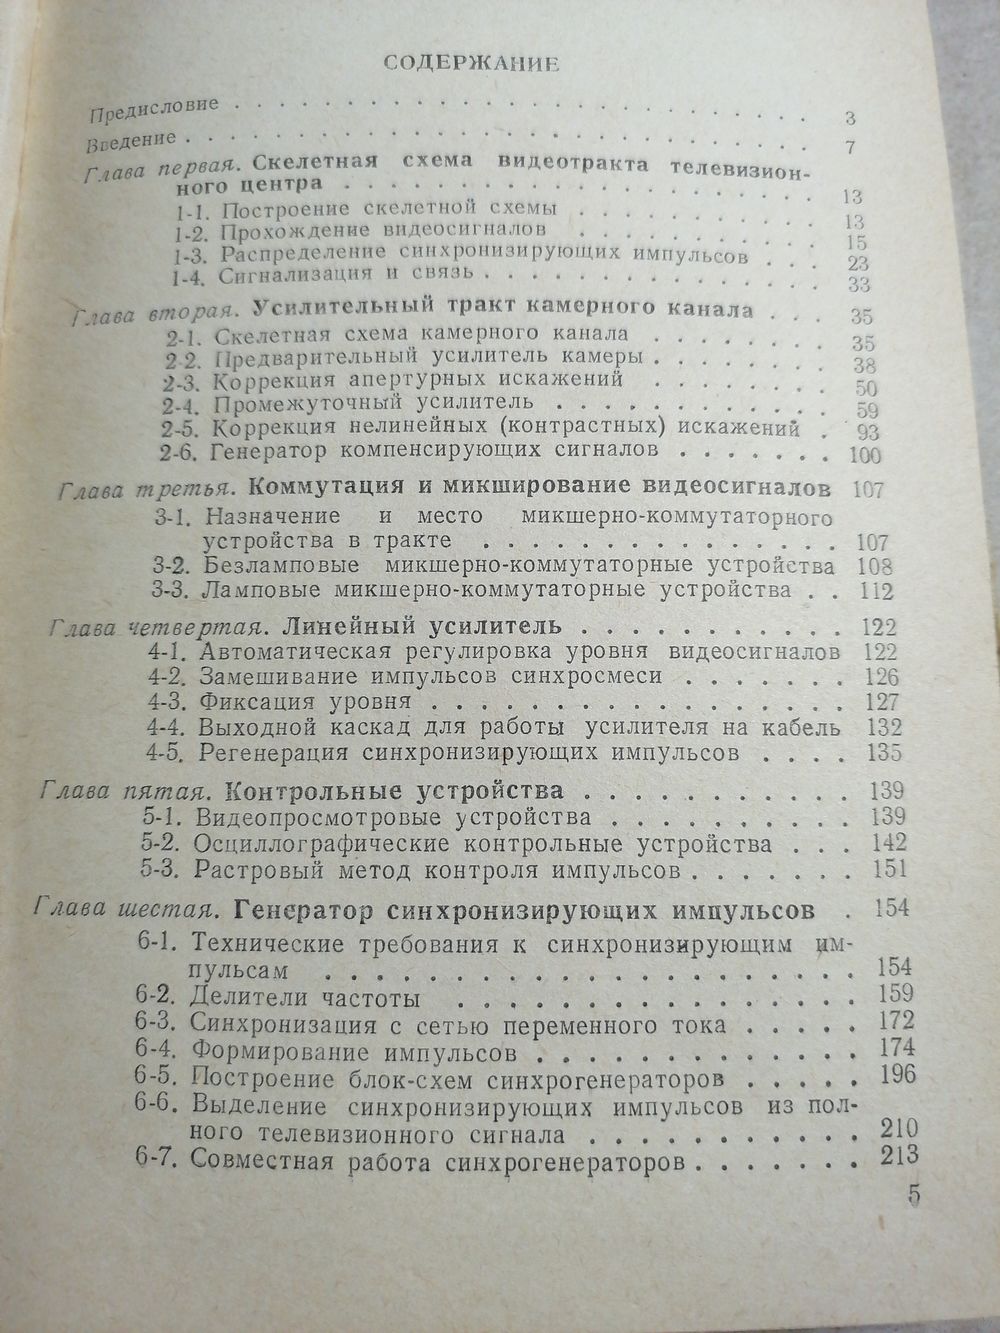 СОДЕРЖАНИЕ
Предисловие . . . . . . . . . . . . . . . . . . . . 3
Введение . . . . . . . . . . . . . . . . . . . . . . 7
Глава первая. Скелетная схема видеотракта телевизион-
ного центра . . . . . . . . . . . . . . . . . . 13
1-1. Построение скелетной схемы . . . . . . . . . 13
1-2. Прохождение видеосигналов . . . . . . . . . 15
1-3. Распределение синхронизирующих импульсов . . . 23
1-4. Сигнализация и связь . . . . . . . . . . . . . 33
Глава вторая. Усилительный тракт камерного канала . . . 35
2-1. Скелетная схема камерного канала . . . . . . . 35
2-2. Предварительный усилитель камеры . . . . . . . 38
2-3. Коррекция апертурных искажений . . . . . . . 50
2-4. Промежуточный усилитель . . . . . . . . . . . 59
2-5. Коррекция нелинейных (контрастных) искажений . 93
2-6. Генератор компенсирующих сигналов . . . . . . . 100
Глава третья. Коммутация и микширование видеосигналов 107
3-1. Назначение и место микшерно-коммутаторного
устройства в тракте . . . . . . . . . . . . . . 107
3-2. Безламповые микшерно-коммутаторные устройства 108
3-3. Ламповые микшерно-коммутаторные устройства . . 112
Глава четвертая. Линейный усилитель . . . . . . . . . . . 122
4-1. Автоматическая регулировка уровня видеосигналов 122
4-2. Замешивание импульсов синхросмеси . . . . . . . 126
4-3. Фиксация уровня . . . . . . . . . . . . . . . . 127
4-4. Выходной каскад для работы усилителя на кабель 132
4-5. Регенерация синхронизирующих импульсов . . . . 135
Глава пятая. Контрольные устройства . . . . . . . . . . . 139
5-1. Видеопросмотровые устройства . . . . . . . . . . 139
5-2. Осциллографические контрольные устройства . . . 142
5-3. Растровый метод контроля импульсов . . . . . . . 151
Глава шестая. Генератор синхронизирующих импульсов . 154
6-1. Технические требования к синхронизирующим им-
пульсам . . . . . . . . . . . . . . . . . . . . 154
6-2. Делители частоты . . . . . . . . . . . . . . . 159
6-3. Синхронизация с сетью переменного тока . . . . . 172
6-4. Формирование импульсов . . . . . . . . . . . . 174
6-5. Построение блок-схем синхрогенераторов . . . . . 196
6-6. Выделение синхронизирующих импульсов из пол-
ного телевизионного сигнала . . . . . . . . . . . 210
6-7. Совместная работа синхрогенераторов . . . . . . . 213
5